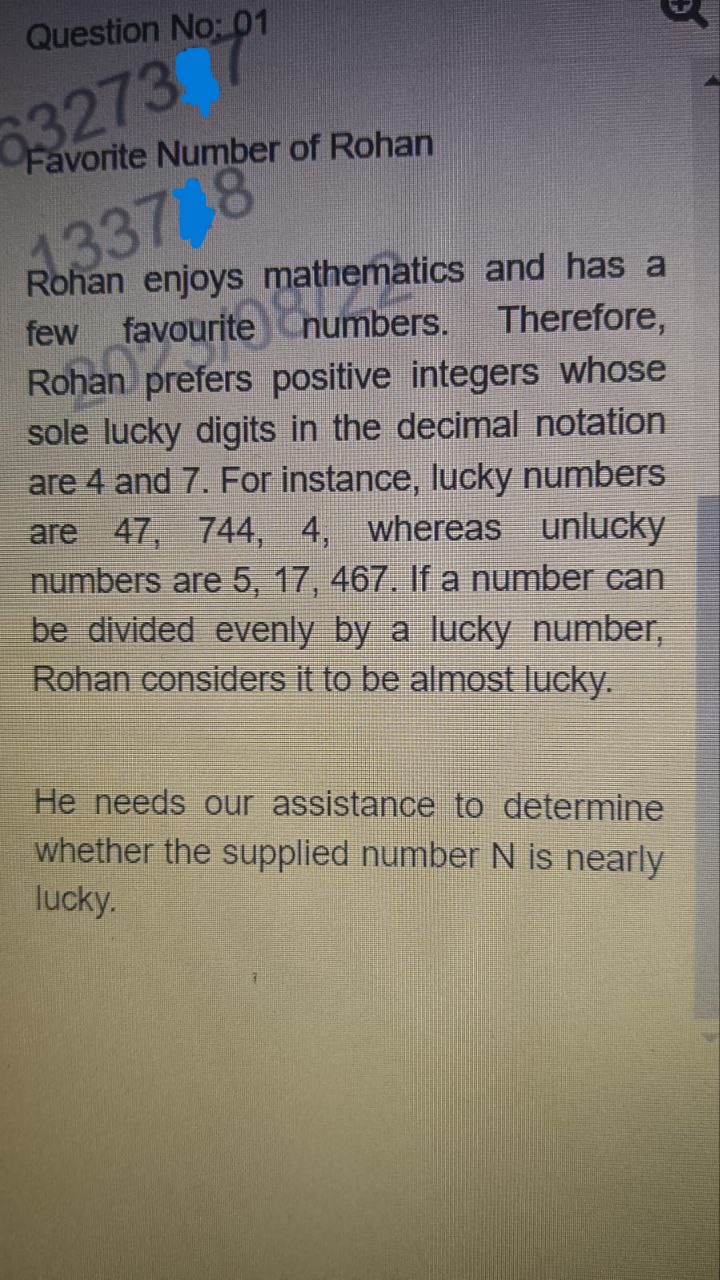 Question No: 01
63273 7
Favorite Number of Rohan
1337 8
2023/08/22
Rohan enjoys mathematics and has a
few favourite numbers. Therefore,
Rohan prefers positive integers whose
sole lucky digits in the decimal notation
are 4 and 7. For instance, lucky numbers
are 47, 744, 4, whereas unlucky
numbers are 5, 17, 467. If a number can
be divided evenly by a lucky number,
Rohan considers it to be almost lucky.
He needs our assistance to determine
whether the supplied number N is nearly
lucky.